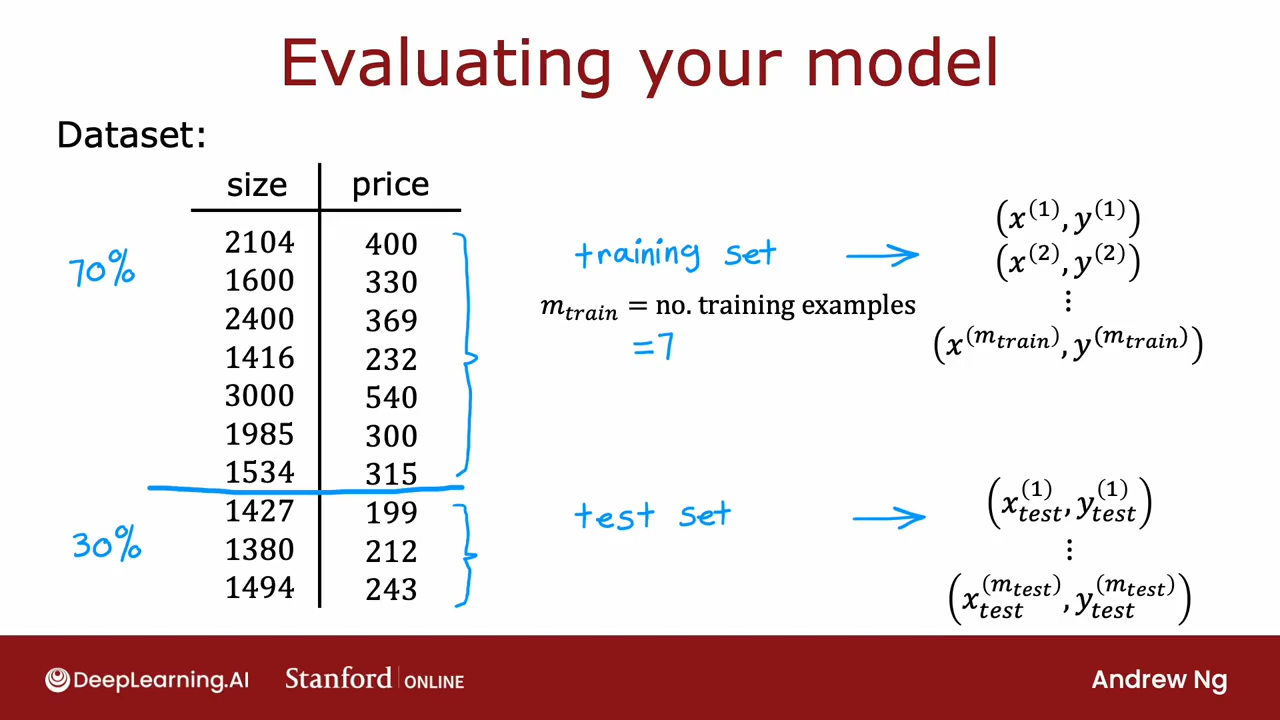 Evaluating your model
Dataset:
size price
2104 400
70%
1600 330
2400 369
1416 232
3000 540
1985 300
1534 315
1427 199
30%
1380 212
1494 243
training set →
m_train = no. training examples
=7
(x^(1), y^(1))
(x^(2), y^(2))
⋮
(x^(m_train), y^(m_train))
test set →
(x_test^(1), y_test^(1))
⋮
(x_test^(m_test), y_test^(m_test))
DeepLearning.AI Stanford | ONLINE Andrew Ng